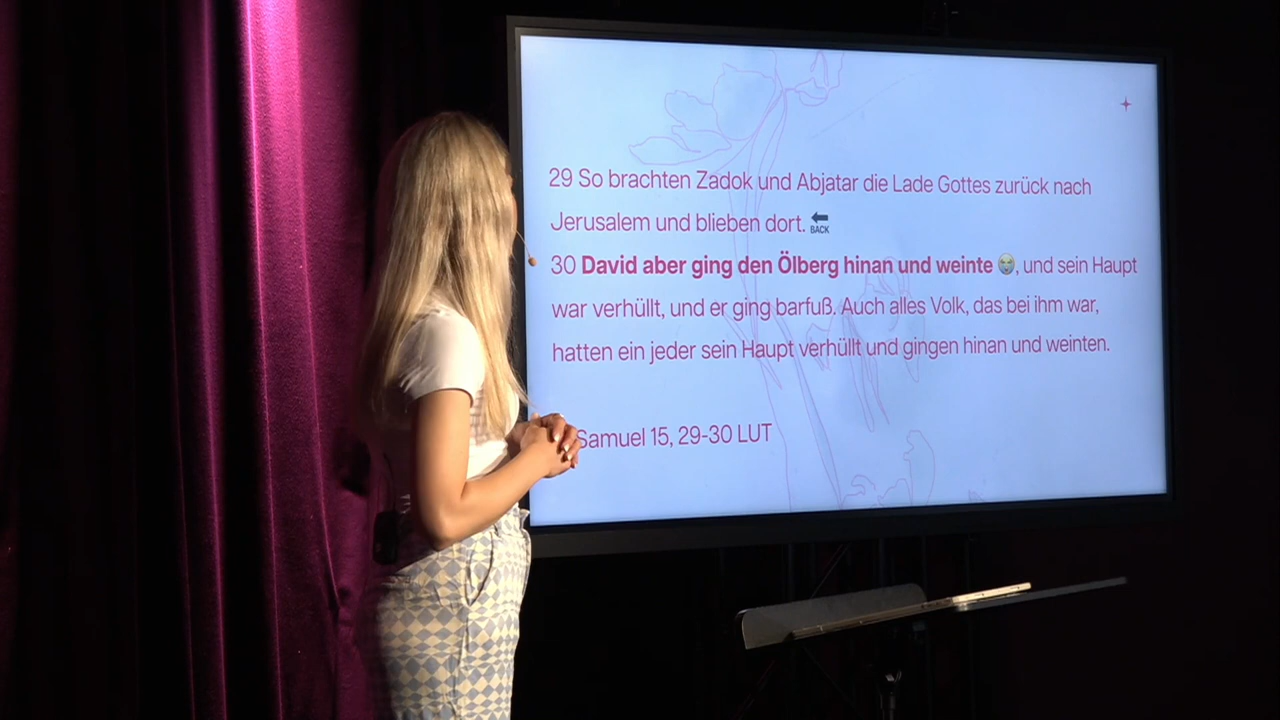 29 So brachten Zadok und Abjatar die Lade Gottes zurück nach
Jerusalem und blieben dort. BACK
30 David aber ging den Ölberg hinan und weinte 😭, und sein Haupt
war verhüllt, und er ging barfuß. Auch alles Volk, das bei ihm war,
hatten ein jeder sein Haupt verhüllt und gingen hinan und weinten.
Samuel 15, 29-30 LUT